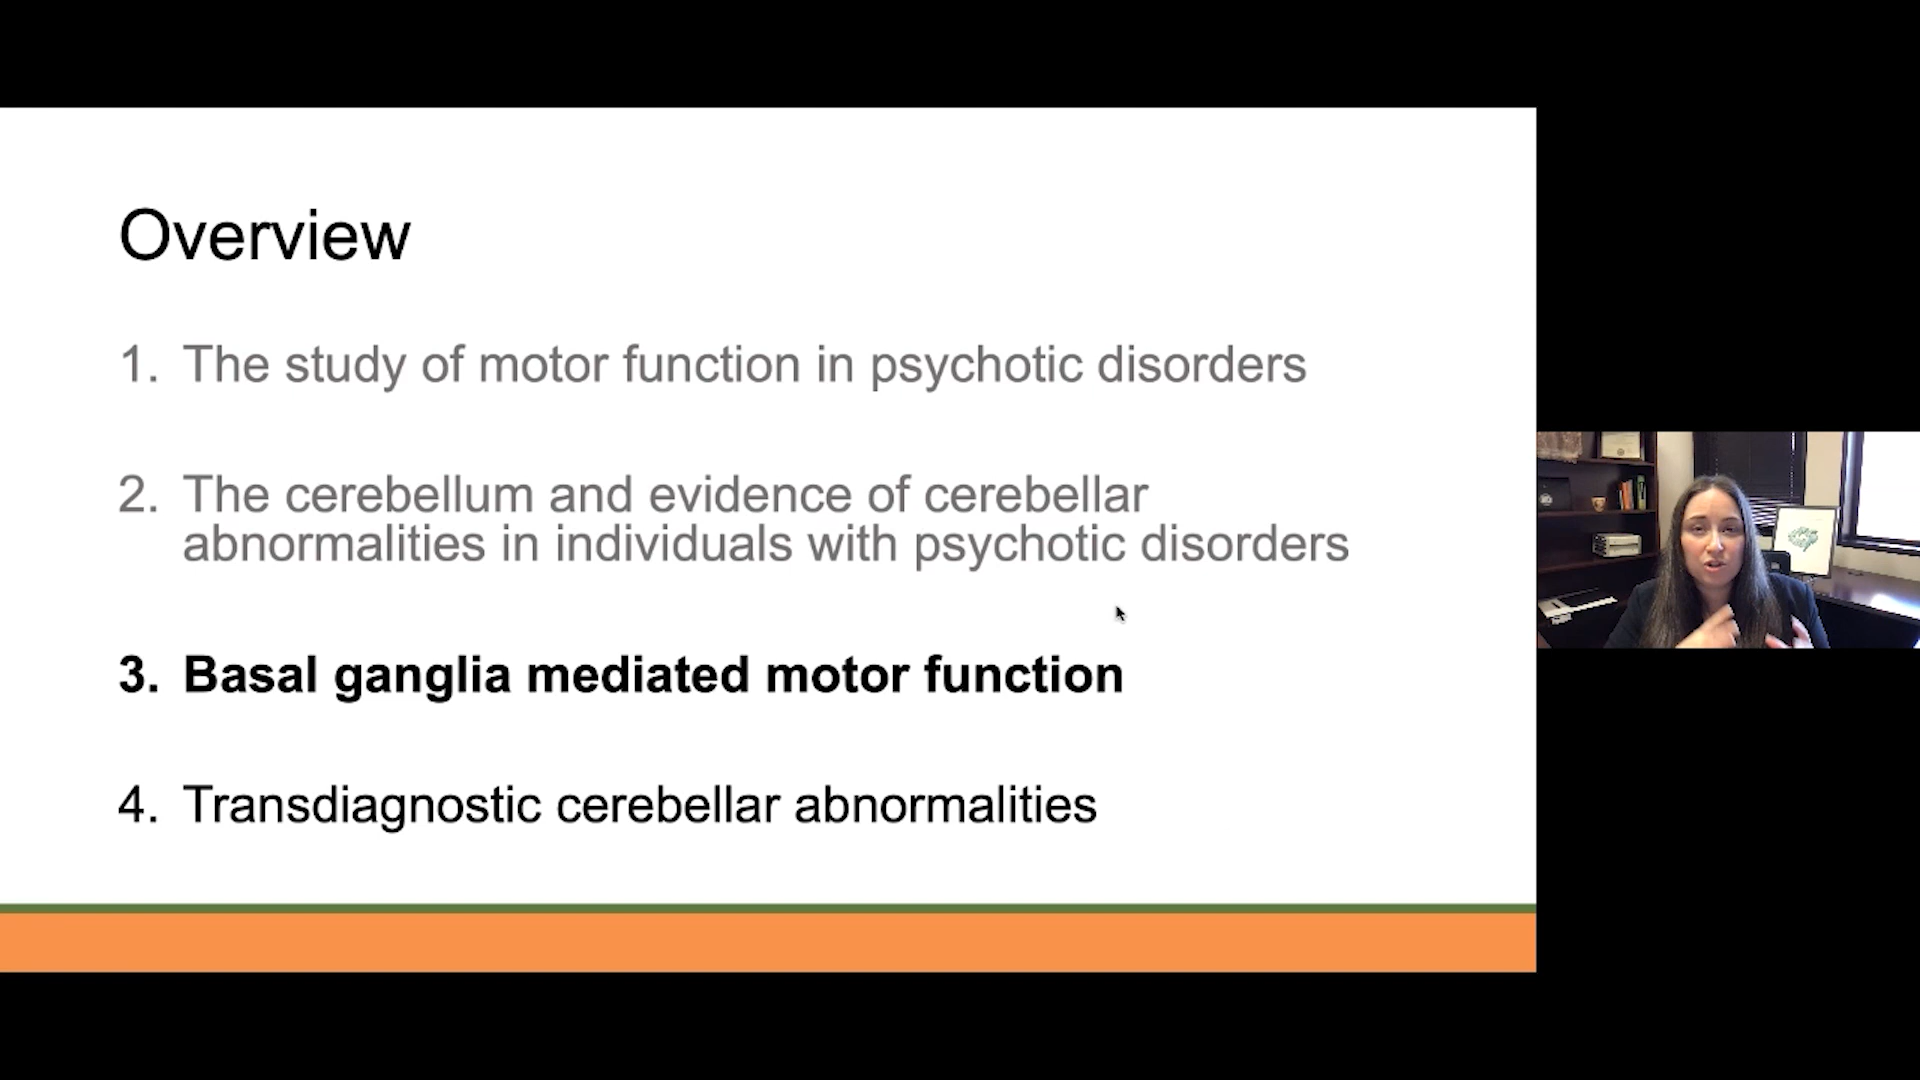 Overview
1. The study of motor function in psychotic disorders
2. The cerebellum and evidence of cerebellar
abnormalities in individuals with psychotic disorders
3. Basal ganglia mediated motor function
4. Transdiagnostic cerebellar abnormalities